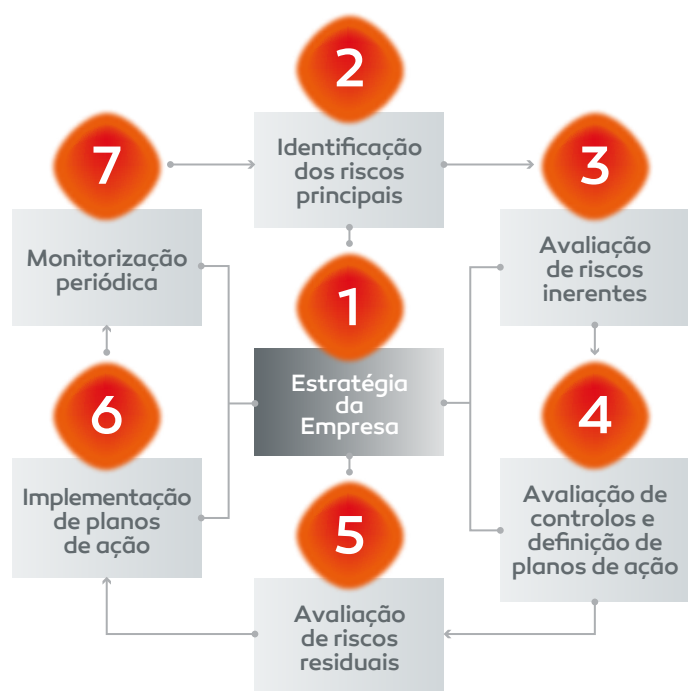 1
Estratégia
da
Empresa
2
Identificação
dos riscos
principais
3
Avaliação
de riscos
inerentes
4
Avaliação de
controlos e
definição de
planos de ação
5
Avaliação
de riscos
residuais
6
Implementação
de planos
de ação
7
Monitorização
periódica